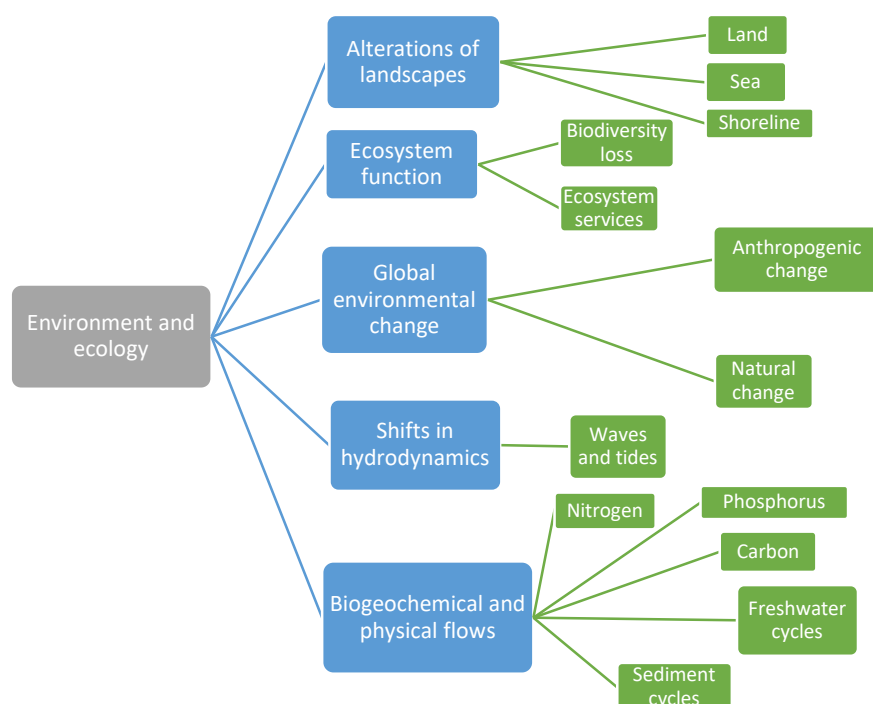 Environment and
ecology
Alterations of
landscapes
Land
Sea
Shoreline
Ecosystem
function
Biodiversity
loss
Ecosystem
services
Global
environmental
change
Anthropogenic
change
Natural
change
Shifts in
hydrodynamics
Waves
and tides
Biogeochemical and
physical flows
Nitrogen
Phosphorus
Carbon
Freshwater
cycles
Sediment
cycles